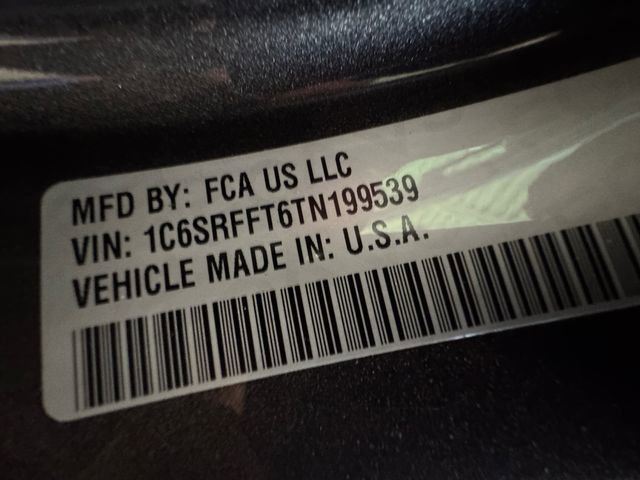 MFD BY: FCA US LLC
VIN: 1C6SRFFT6TN199539
VEHICLE MADE IN: U.S.A.